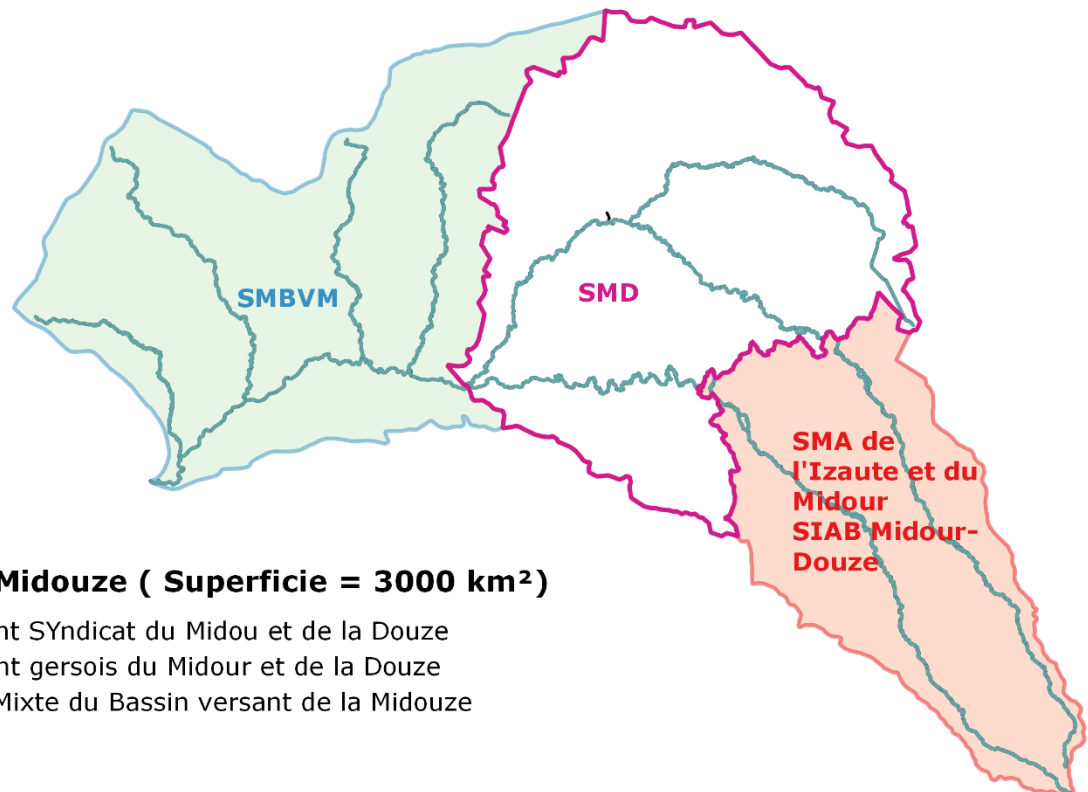 SMBVM
SMD
SMA de
l'Izaute et du
Midour
SIAB Midour-
Douze
Midouze ( Superficie = 3000 km²)
nt SYndicat du Midou et de la Douze
nt gersois du Midour et de la Douze
Mixte du Bassin versant de la Midouze